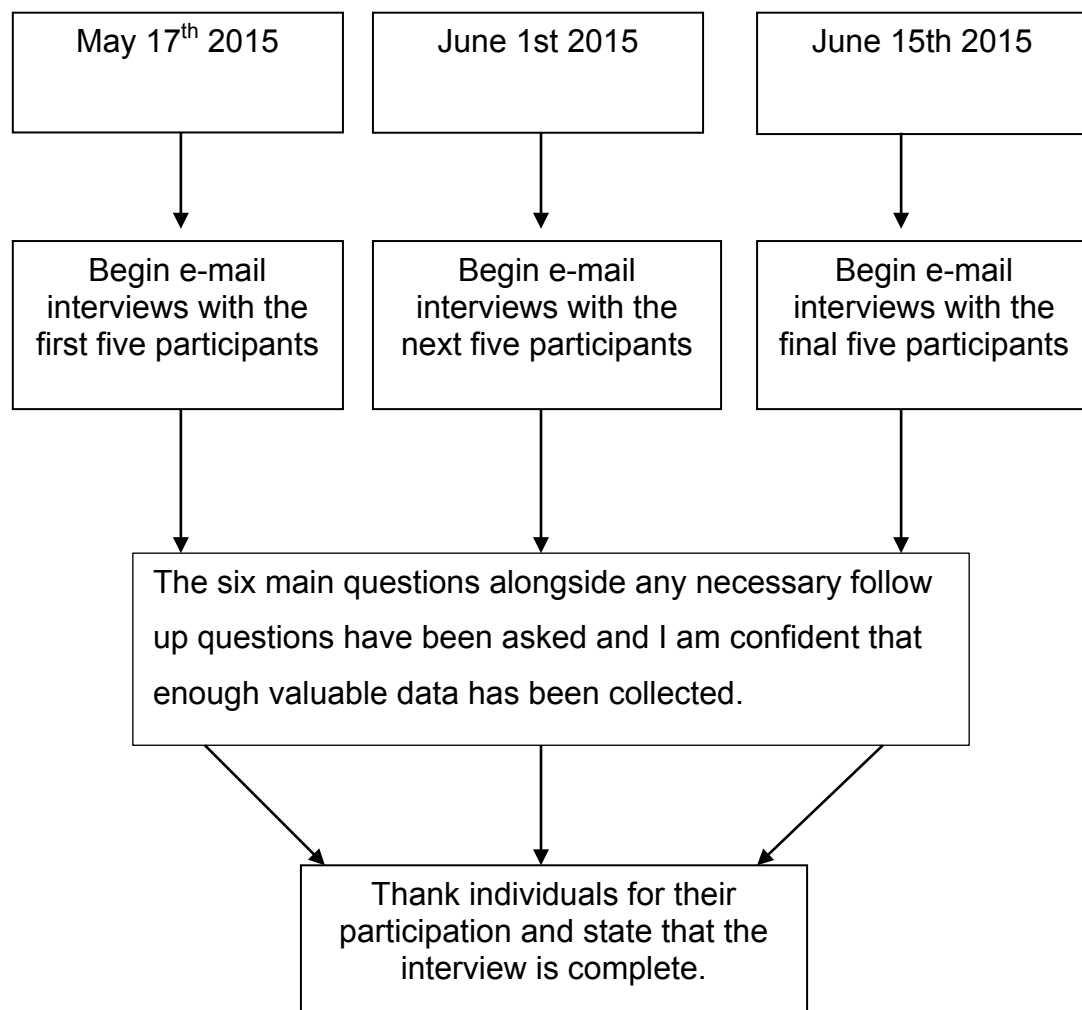 May 17th 2015
June 1st 2015
June 15th 2015
Begin e-mail
interviews with the
first five participants
Begin e-mail
interviews with the
next five participants
Begin e-mail
interviews with the
final five participants
The six main questions alongside any necessary follow
up questions have been asked and I am confident that
enough valuable data has been collected.
Thank individuals for their
participation and state that the
interview is complete.